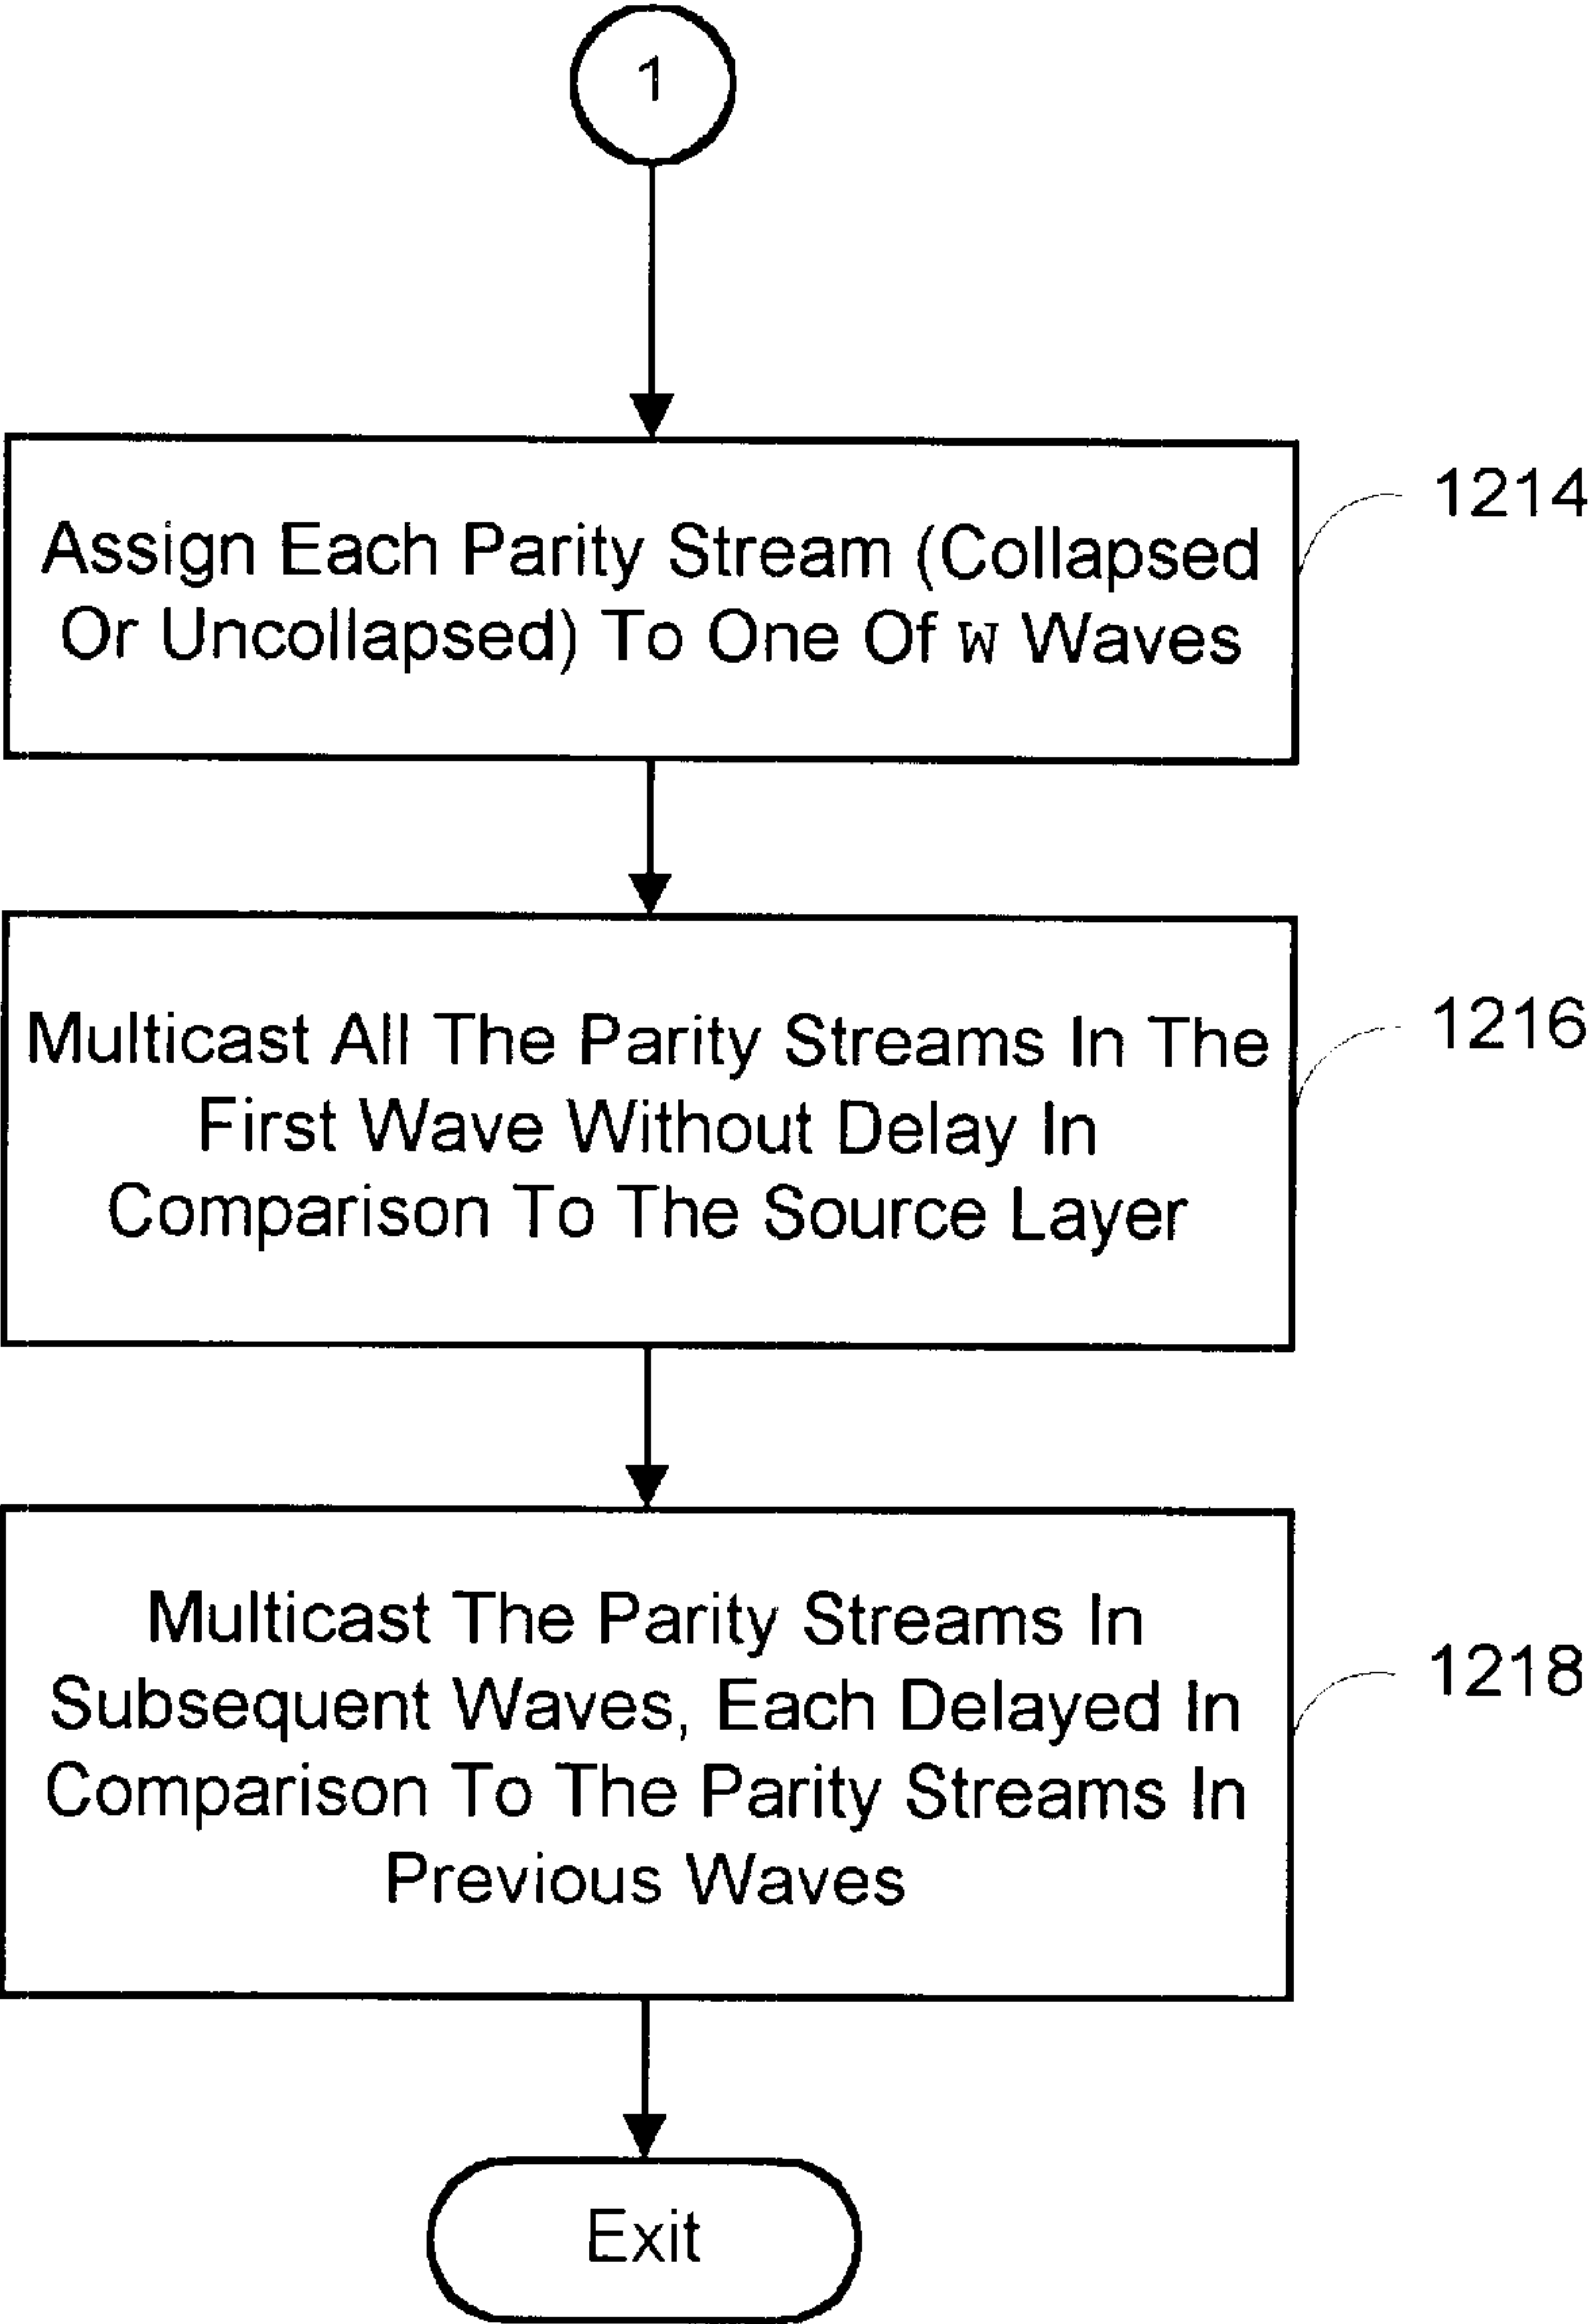 1
Assign Each Parity Stream (Collapsed
Or Uncollapsed) To One Of w Waves
1214
Multicast All The Parity Streams In The
First Wave Without Delay In
Comparison To The Source Layer
1216
Multicast The Parity Streams In
Subsequent Waves, Each Delayed In
Comparison To The Parity Streams In
Previous Waves
1218
Exit